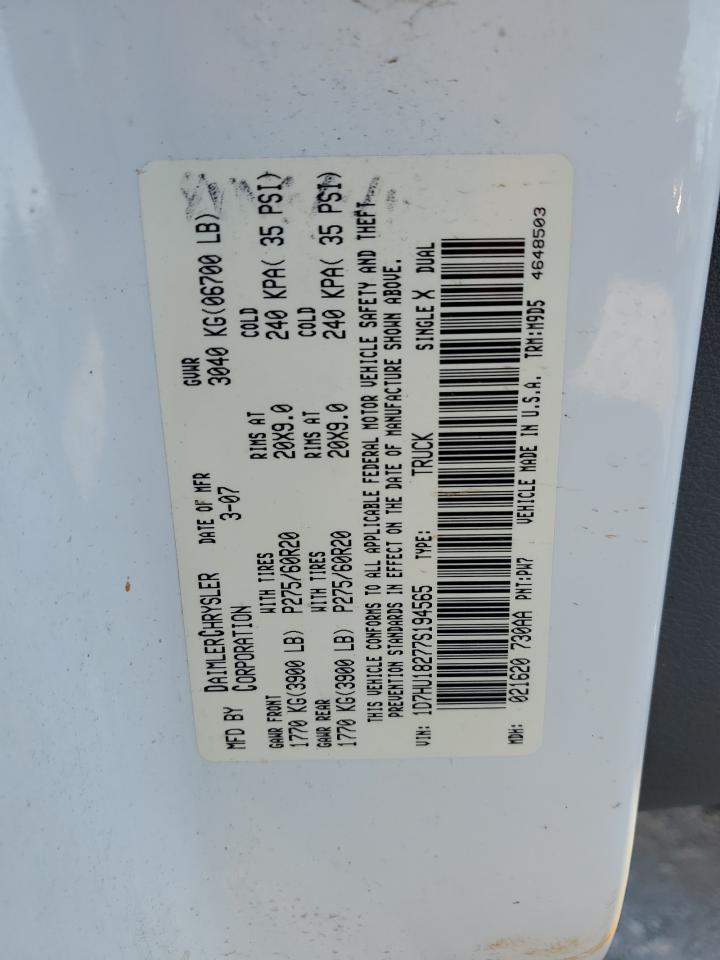 MFD BY DAIMLERCHRYSLER CORPORATION
DATE OF MFR 3-07
GVWR 3040 KG(06700 LB)
GAWR FRONT WITH TIRES RIMS AT COLD
1770 KG(3900 LB) P275/60R20 20X9.0 240 KPA( 35 PSI)
GAWR REAR WITH TIRES RIMS AT COLD
1770 KG(3900 LB) P275/60R20 20X9.0 240 KPA( 35 PSI)
THIS VEHICLE CONFORMS TO ALL APPLICABLE FEDERAL MOTOR VEHICLE SAFETY AND THEFT
PREVENTION STANDARDS IN EFFECT ON THE DATE OF MANUFACTURE SHOWN ABOVE.
VIN: 1D7HU18277S194565 TYPE: TRUCK SINGLE X DUAL
MDH: 021620 730AA PNT:PW7 VEHICLE MADE IN U.S.A. TRM:M9D5 4648503